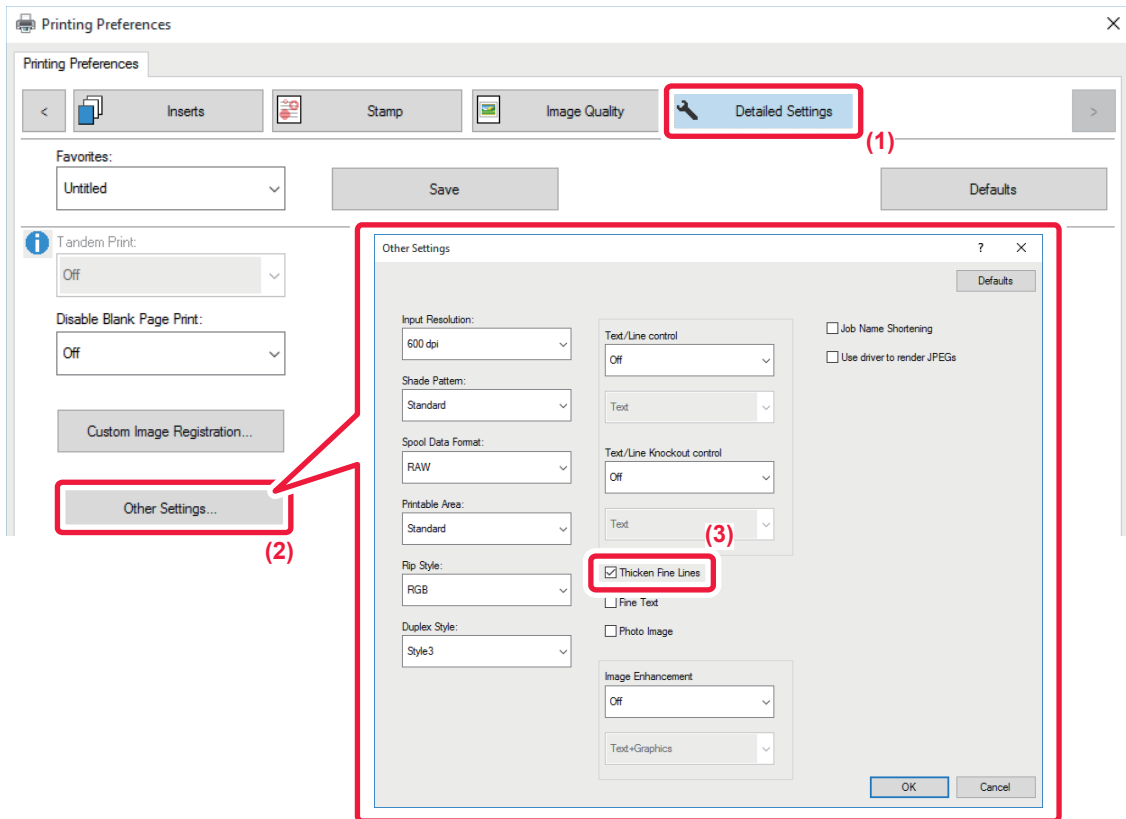 Printing Preferences
Printing Preferences
<
Inserts
Stamp
Image Quality
Detailed Settings
>
(1)
Favorites:
Untitled
Save
Defaults
Tandem Print:
Off
Disable Blank Page Print:
Off
Custom Image Registration...
Other Settings...
(2)
Other Settings
?
Defaults
Input Resolution:
600 dpi
Shade Pattern:
Standard
Spool Data Format:
RAW
Printable Area:
Standard
Rip Style:
RGB
Duplex Style:
Style3
Text/Line control
Off
Text
Text/Line Knockout control
Off
Text
(3)
Thicken Fine Lines
Fine Text
Photo Image
Image Enhancement
Off
Text+Graphics
Job Name Shortening
Use driver to render JPEGs
OK
Cancel